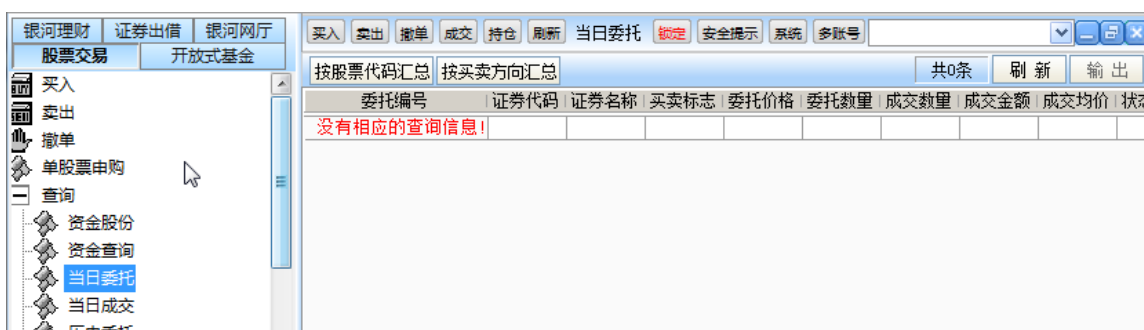 银河理财 证券出借 银河网厅
股票交易 开放式基金
买入
卖出
撤单
单股票申购
查询
资金股份
资金查询
当日委托
当日成交
历史委托
买入 卖出 撤单 成交 持仓 刷新 当日委托 锁定 安全提示 系统 多账号
按股票代码汇总 按买卖方向汇总 共0条 刷 新 输 出
委托编号 证券代码 证券名称 买卖标志 委托价格 委托数量 成交数量 成交金额 成交均价 状态
没有相应的查询信息!